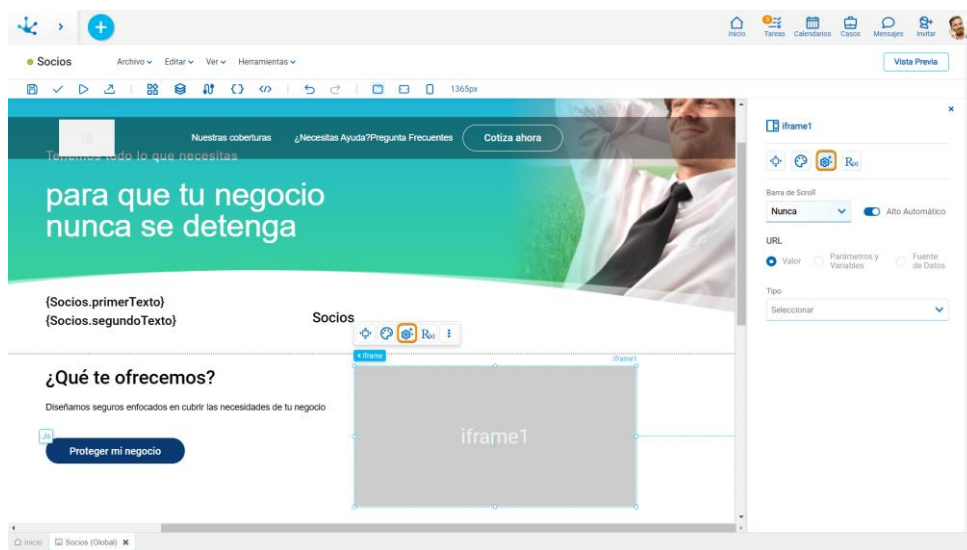 Inicio
Tareas
Calendarios
Casos
Mensajes
Invitar
Socios
Archivo
Editar
Ver
Herramientas
Vista Previa
1365px
Nuestras coberturas
¿Necesitas Ayuda?Pregunta Frecuentes
Cotiza ahora
Tenemos todo lo que necesitas
para que tu negocio
nunca se detenga
{Socios.primerTexto}
{Socios.segundoTexto}
Socios
iframe
iframe1
¿Qué te ofrecemos?
Diseñamos seguros enfocados en cubrir las necesidades de tu negocio
Proteger mi negocio
iframe1
iframe1
Barra de Scroll
Nunca
Alto Automático
URL
Valor
Parámetros y
Variables
Fuente
de Datos
Tipo
Seleccionar
Inicio
Socios (Global)